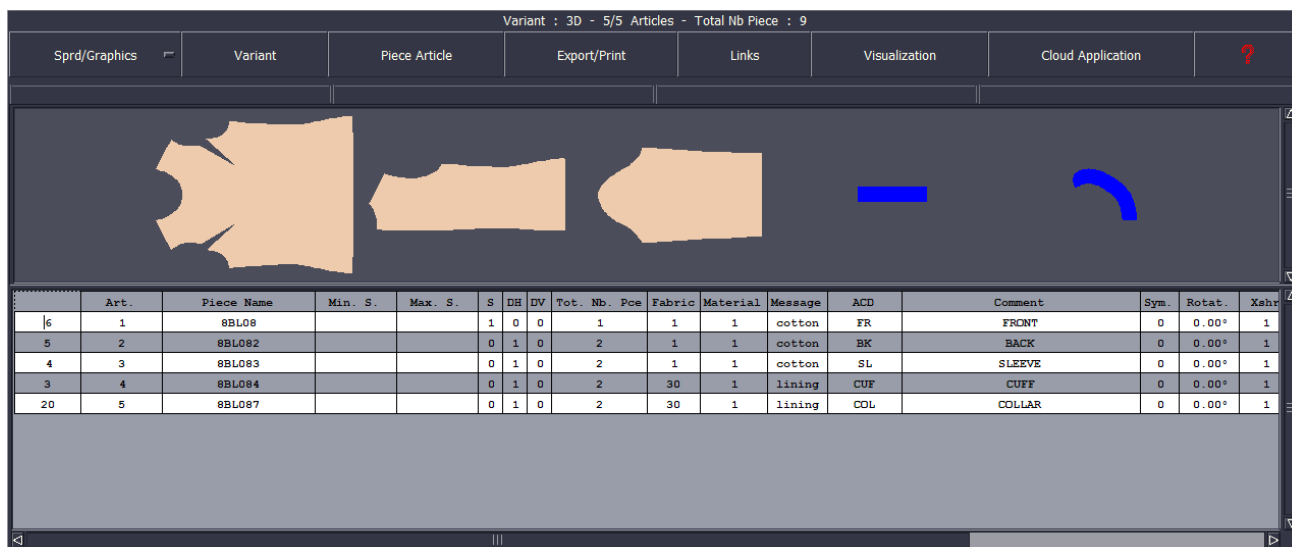 Variant : 3D - 5/5 Articles - Total Nb Piece : 9
Sprd/Graphics Variant Piece Article Export/Print Links Visualization Cloud Application ?
Art. Piece Name Min. S. Max. S. S DH DV Tot. Nb. Pce Fabric Material Message ACD Comment Sym. Rotat. Xshr
6 1 8BL08 1 0 0 1 1 1 cotton FR FRONT 0 0.00° 1
5 2 8BL082 0 1 0 2 1 1 cotton BK BACK 0 0.00° 1
4 3 8BL083 0 1 0 2 1 1 cotton SL SLEEVE 0 0.00° 1
3 4 8BL084 0 1 0 2 30 1 lining CUF CUFF 0 0.00° 1
20 5 8BL087 0 1 0 2 30 1 lining COL COLLAR 0 0.00° 1